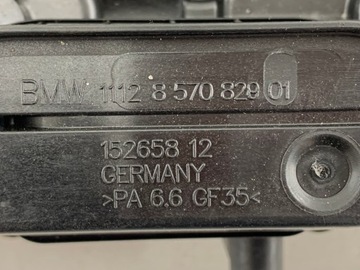 BMW 1112 8 570 829 01
152658 12
GERMANY
>PA 6.6 GF35<